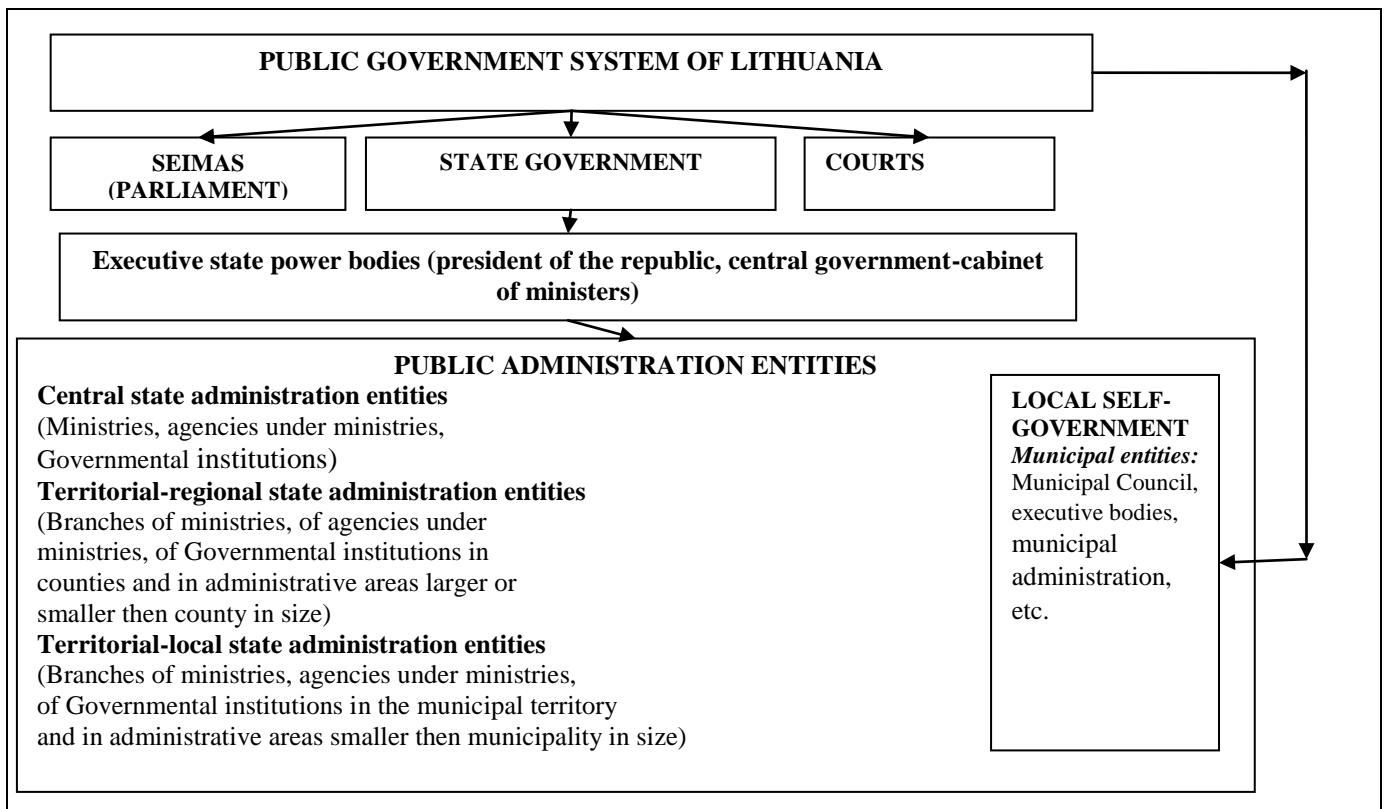 PUBLIC GOVERNMENT SYSTEM OF LITHUANIA
SEIMAS
(PARLIAMENT)
STATE GOVERNMENT
COURTS
Executive state power bodies (president of the republic, central government-cabinet
of ministers)
PUBLIC ADMINISTRATION ENTITIES
Central state administration entities
(Ministries, agencies under ministries,
Governmental institutions)
Territorial-regional state administration entities
(Branches of ministries, of agencies under
ministries, of Governmental institutions in
counties and in administrative areas larger or
smaller then county in size)
Territorial-local state administration entities
(Branches of ministries, agencies under ministries,
of Governmental institutions in the municipal territory
and in administrative areas smaller then municipality in size)
LOCAL SELF-
GOVERNMENT
Municipal entities:
Municipal Council,
executive bodies,
municipal
administration,
etc.